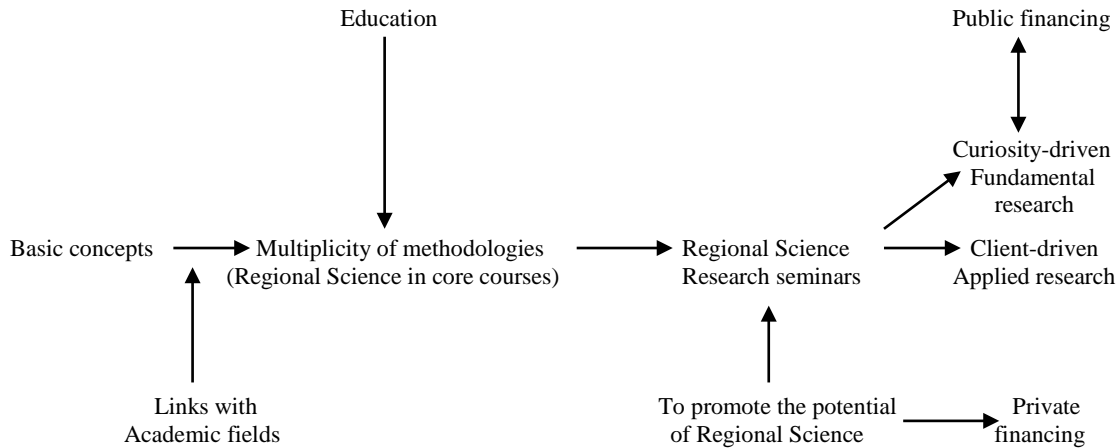 Education
Public financing
Curiosity-driven
Fundamental
research
Basic concepts
Multiplicity of methodologies
(Regional Science in core courses)
Regional Science
Research seminars
Client-driven
Applied research
Links with
Academic fields
To promote the potential
of Regional Science
Private
financing